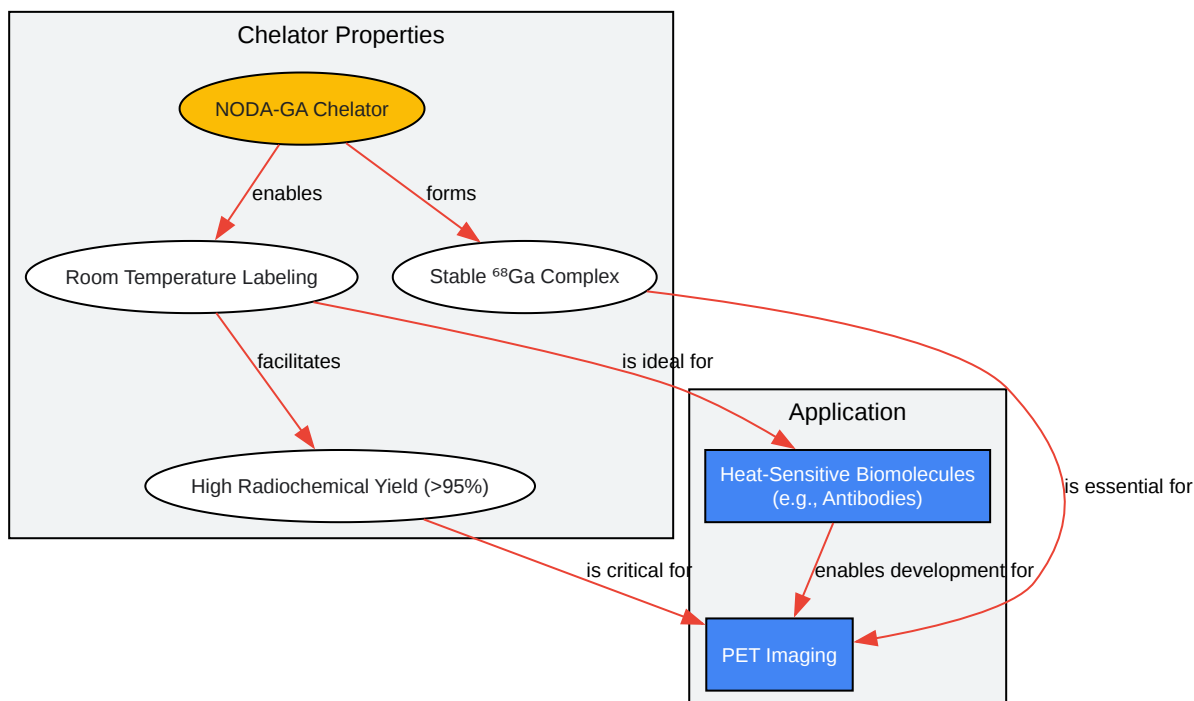 Chelator Properties
NODA-GA Chelator
enables
forms
Room Temperature Labeling
Stable ⁶⁸Ga Complex
facilitates
is ideal for
Application
High Radiochemical Yield (>95%)
Heat-Sensitive Biomolecules
(e.g., Antibodies)
is essential for
is critical for
enables development for
PET Imaging